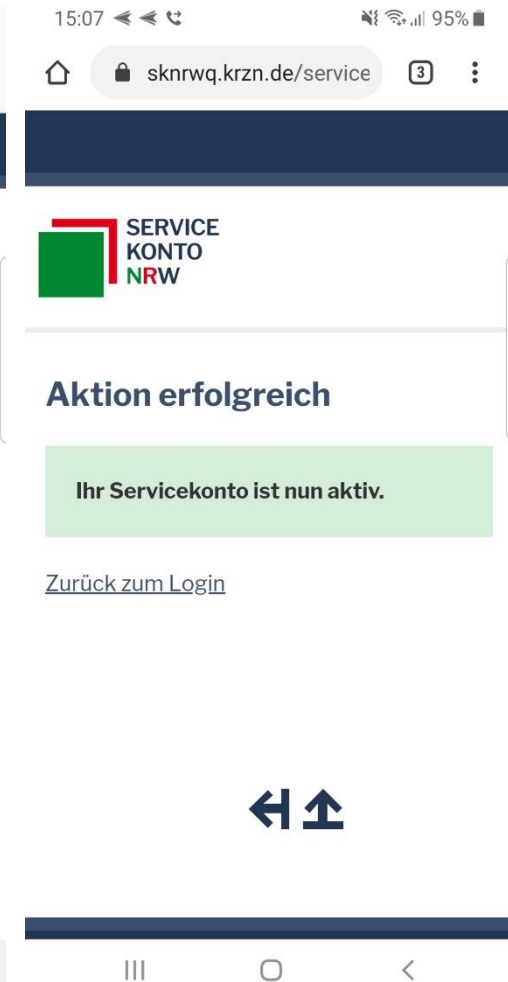 15:07
95%
sknrwq.krzn.de/service
3
SERVICE
KONTO
NRW
Aktion erfolgreich
Ihr Servicekonto ist nun aktiv.
Zurück zum Login